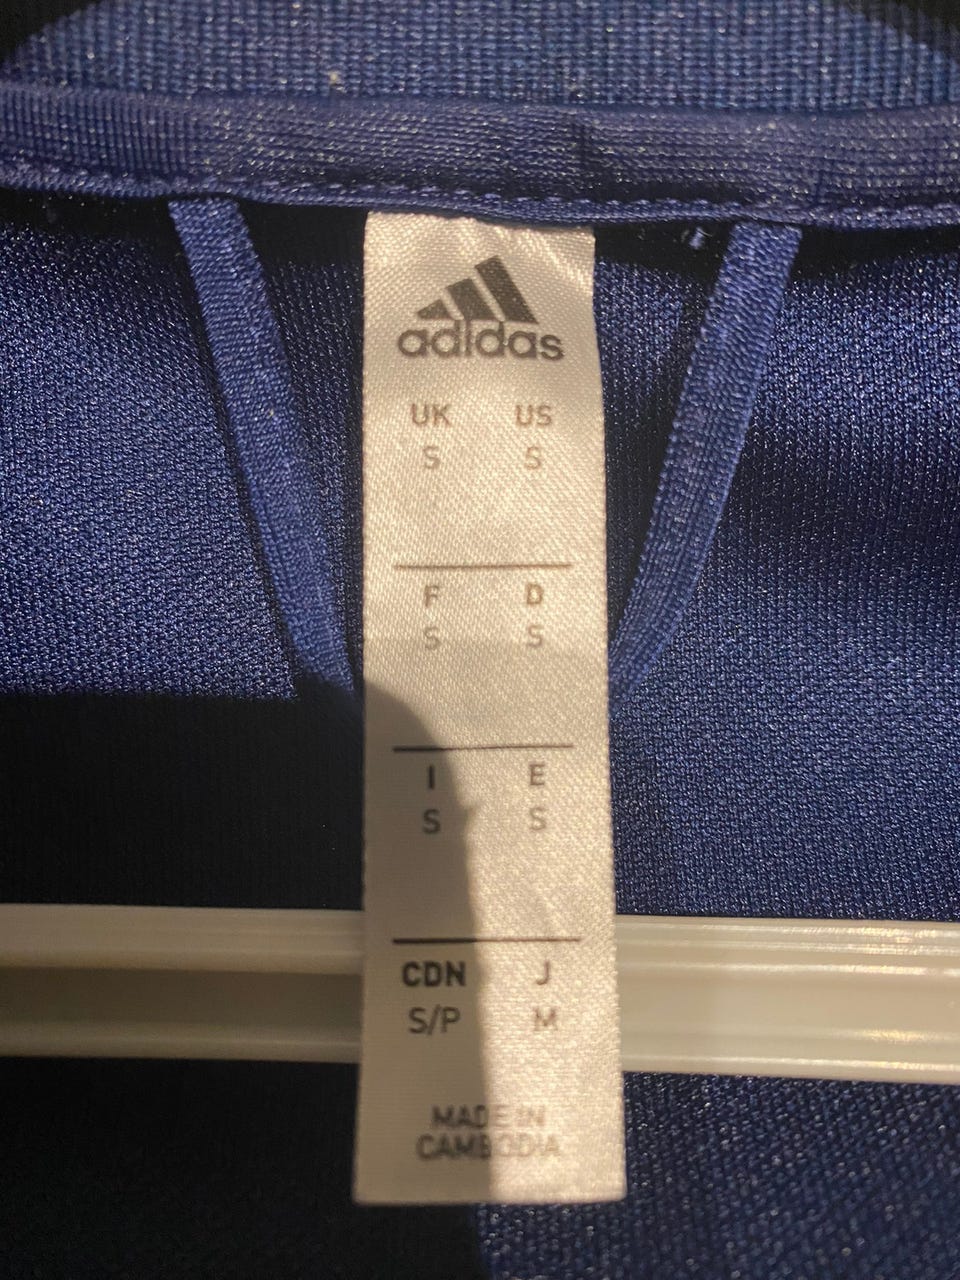 adidas
UK US
S S
F D
S S
I E
S S
CDN J
S/P M
MADE IN
CAMBODIA